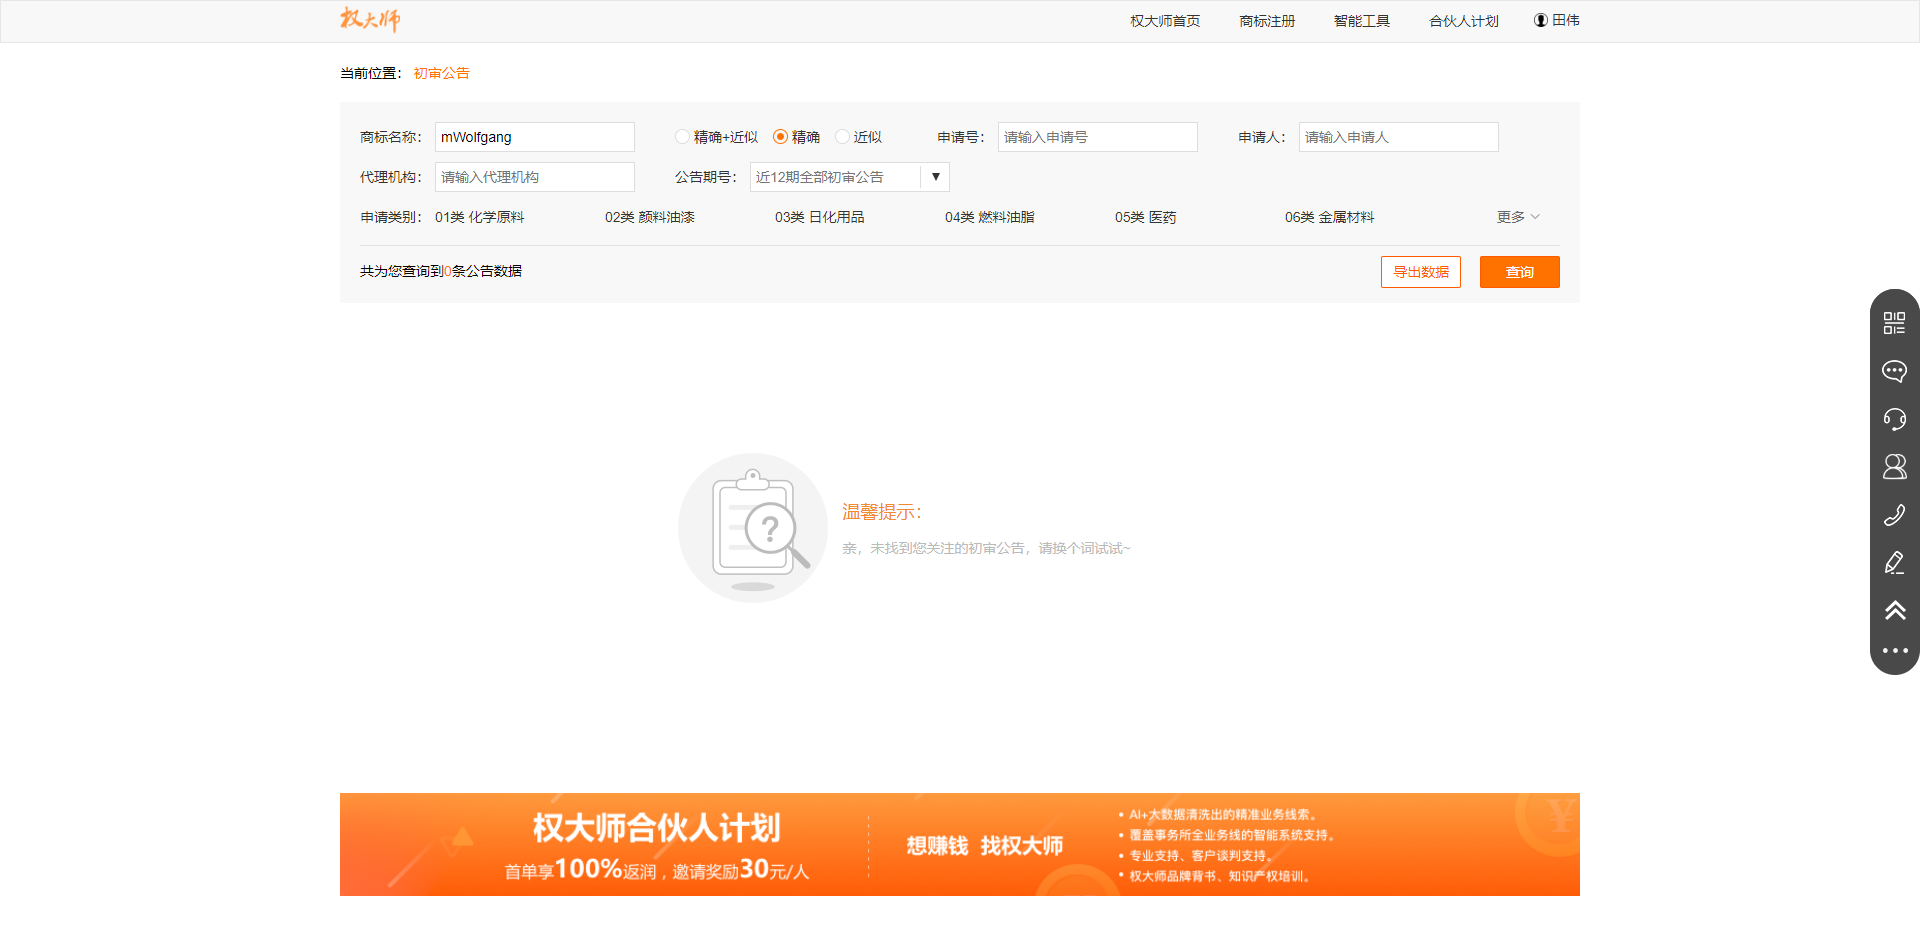 权大师 权大师首页 商标注册 智能工具 合伙人计划 田伟
当前位置： 初审公告
商标名称： mWolfgang 精确+近似 精确 近似 申请号： 请输入申请号 申请人： 请输入申请人
代理机构： 请输入代理机构 公告期号： 近12期全部初审公告 ▼
申请类别： 01类 化学原料 02类 颜料油漆 03类 日化用品 04类 燃料油脂 05类 医药 06类 金属材料 更多
共为您查询到0条公告数据 导出数据 查询
温馨提示：
亲，未找到您关注的初审公告，请换个词试试~
权大师合伙人计划
首单享100%返润，邀请奖励30元/人
想赚钱 找权大师
• AI+大数据清洗出的精准业务线索。
• 覆盖事务所全业务线的智能系统支持。
• 专业支持、客户谈判支持。
• 权大师品牌背书、知识产权培训。